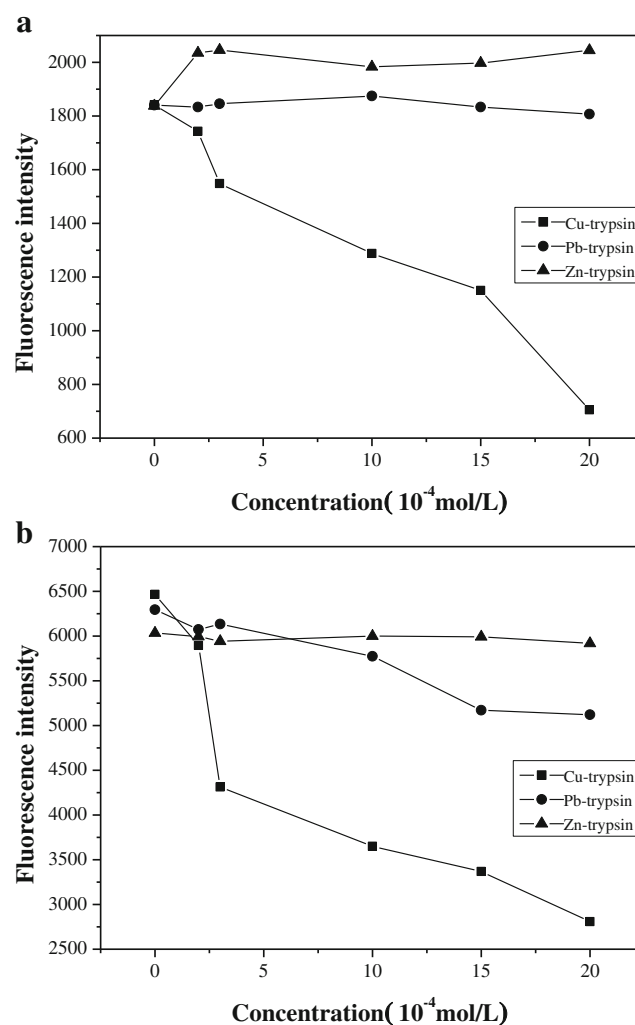 a
2000
1800
1600
1400
1200
1000
800
600
Fluorescence intensity
Cu-trypsin
Pb-trypsin
Zn-trypsin
0 5 10 15 20
Concentration( 10⁻⁴mol/L)
b
7000
6500
6000
5500
5000
4500
4000
3500
3000
2500
Fluorescence intensity
Cu-trypsin
Pb-trypsin
Zn-trypsin
0 5 10 15 20
Concentration( 10⁻⁴mol/L)